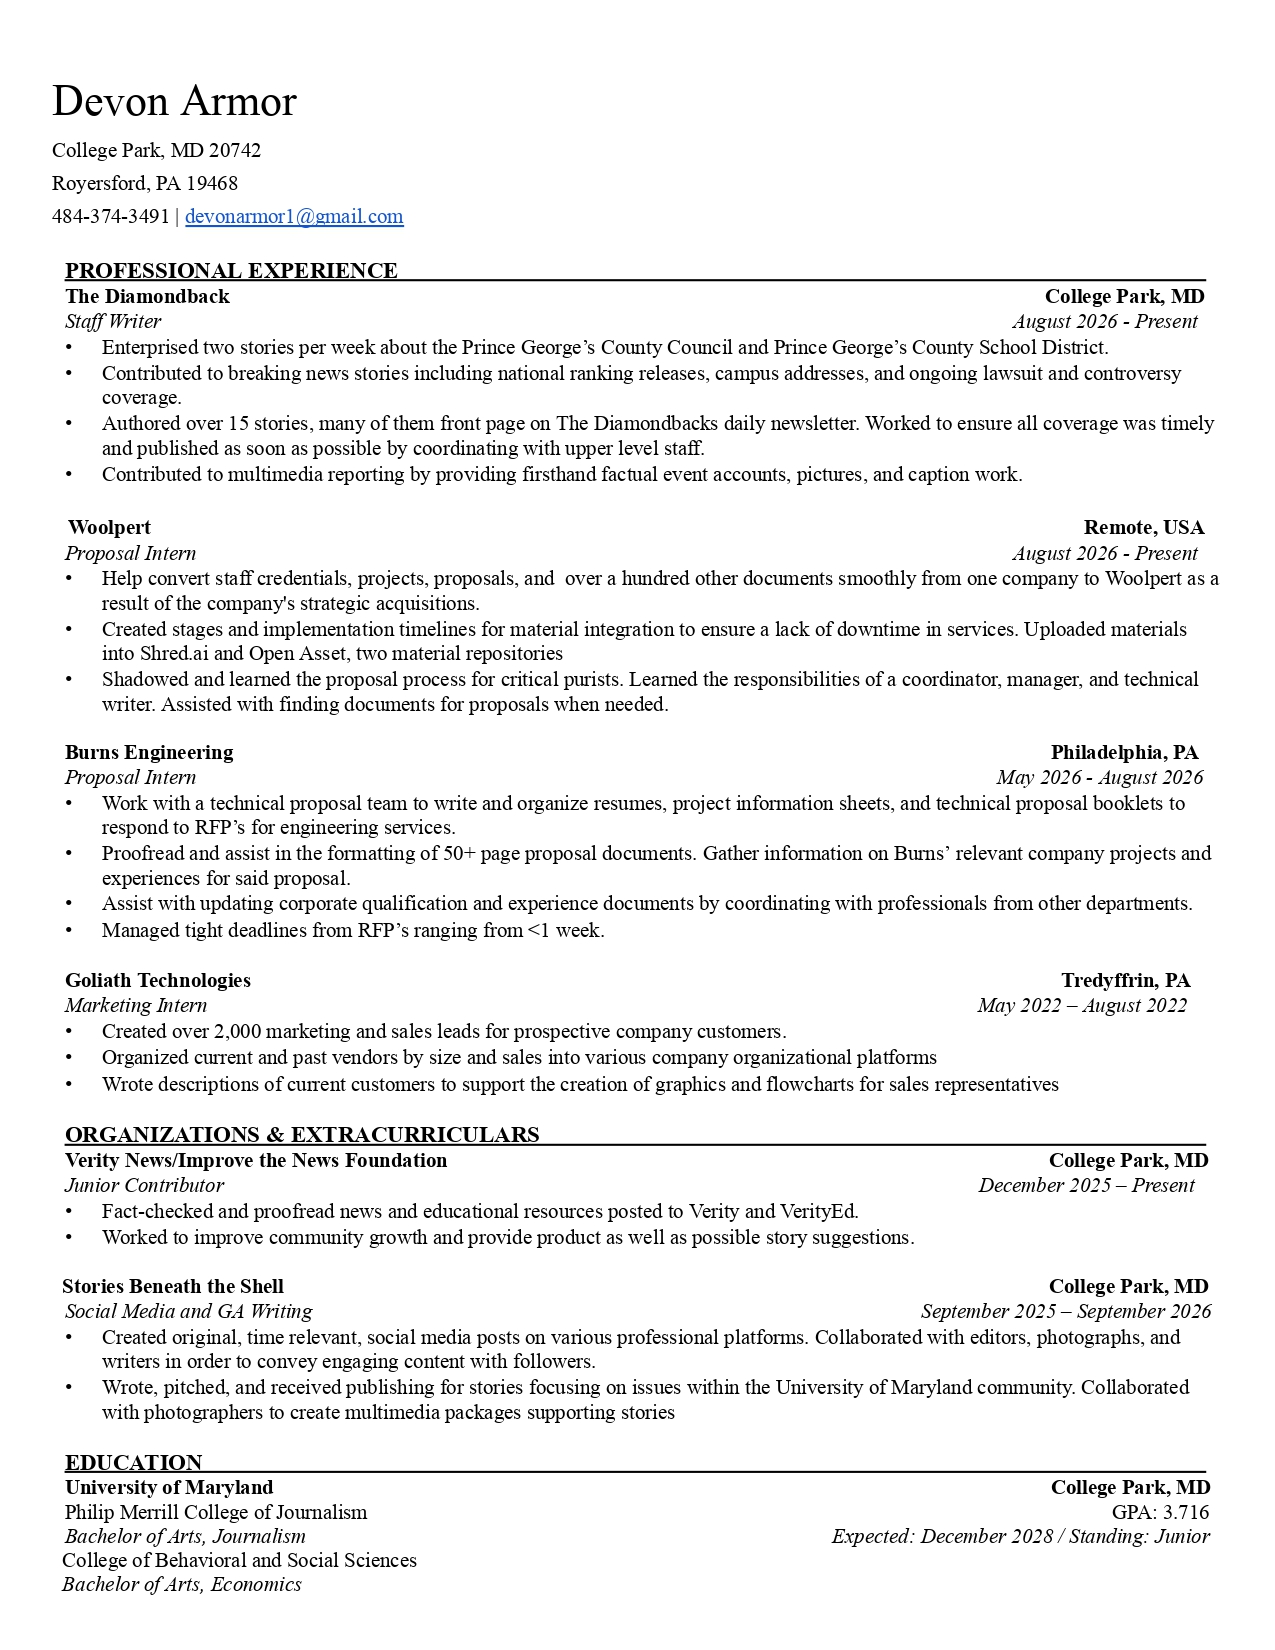 Devon Armor
College Park, MD 20742
Royersford, PA 19468
484-374-3491 | devonarmor1@gmail.com
PROFESSIONAL EXPERIENCE
The Diamondback College Park, MD
Staff Writer August 2026 - Present
• Enterprised two stories per week about the Prince George’s County Council and Prince George’s County School District.
• Contributed to breaking news stories including national ranking releases, campus addresses, and ongoing lawsuit and controversy
coverage.
• Authored over 15 stories, many of them front page on The Diamondbacks daily newsletter. Worked to ensure all coverage was timely
and published as soon as possible by coordinating with upper level staff.
• Contributed to multimedia reporting by providing firsthand factual event accounts, pictures, and caption work.
Woolpert Remote, USA
Proposal Intern August 2026 - Present
• Help convert staff credentials, projects, proposals, and over a hundred other documents smoothly from one company to Woolpert as a
result of the company's strategic acquisitions.
• Created stages and implementation timelines for material integration to ensure a lack of downtime in services. Uploaded materials
into Shred.ai and Open Asset, two material repositories
• Shadowed and learned the proposal process for critical purists. Learned the responsibilities of a coordinator, manager, and technical
writer. Assisted with finding documents for proposals when needed.
Burns Engineering Philadelphia, PA
Proposal Intern May 2026 - August 2026
• Work with a technical proposal team to write and organize resumes, project information sheets, and technical proposal booklets to
respond to RFP’s for engineering services.
• Proofread and assist in the formatting of 50+ page proposal documents. Gather information on Burns’ relevant company projects and
experiences for said proposal.
• Assist with updating corporate qualification and experience documents by coordinating with professionals from other departments.
• Managed tight deadlines from RFP’s ranging from <1 week.
Goliath Technologies Tredyffrin, PA
Marketing Intern May 2022 – August 2022
• Created over 2,000 marketing and sales leads for prospective company customers.
• Organized current and past vendors by size and sales into various company organizational platforms
• Wrote descriptions of current customers to support the creation of graphics and flowcharts for sales representatives
ORGANIZATIONS & EXTRACURRICULARS
Verity News/Improve the News Foundation College Park, MD
Junior Contributor December 2025 – Present
• Fact-checked and proofread news and educational resources posted to Verity and VerityEd.
• Worked to improve community growth and provide product as well as possible story suggestions.
Stories Beneath the Shell College Park, MD
Social Media and GA Writing September 2025 – September 2026
• Created original, time relevant, social media posts on various professional platforms. Collaborated with editors, photographs, and
writers in order to convey engaging content with followers.
• Wrote, pitched, and received publishing for stories focusing on issues within the University of Maryland community. Collaborated
with photographers to create multimedia packages supporting stories
EDUCATION
University of Maryland College Park, MD
Philip Merrill College of Journalism GPA: 3.716
Bachelor of Arts, Journalism Expected: December 2028 / Standing: Junior
College of Behavioral and Social Sciences
Bachelor of Arts, Economics